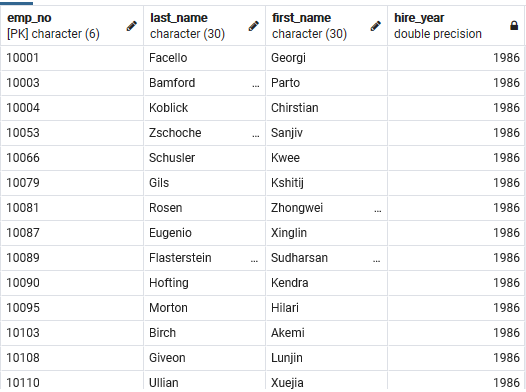 emp_no last_name first_name hire_year
[PK] character (6) character (30) character (30) double precision
10001 Facello Georgi 1986
10003 Bamford ... Parto 1986
10004 Koblick Chirstian 1986
10053 Zschoche ... Sanjiv 1986
10066 Schusler Kwee 1986
10079 Gils Kshitij 1986
10081 Rosen Zhongwei ... 1986
10087 Eugenio Xinglin 1986
10089 Flasterstein ... Sudharsan ... 1986
10090 Hofting Kendra 1986
10095 Morton Hilari 1986
10103 Birch Akemi 1986
10108 Giveon Lunjin 1986
10110 Ullian Xuejia 1986